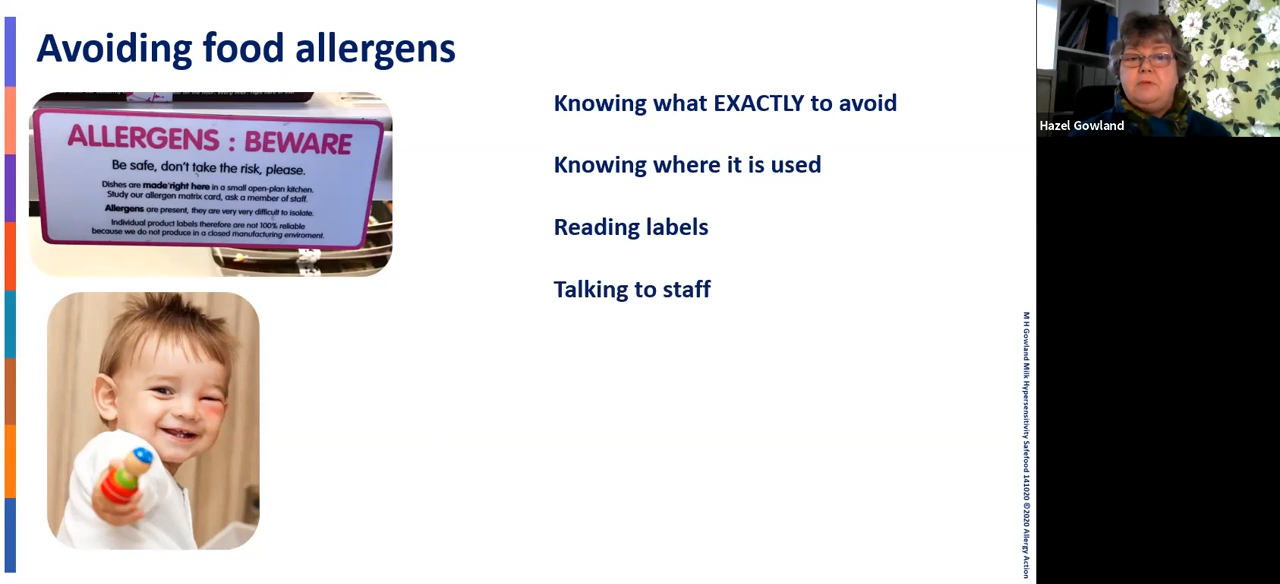 Avoiding food allergens
ALLERGENS : BEWARE
Be safe, don't take the risk, please.
Dishes are made right here in a small open-plan kitchen.
Study our allergen matrix card, ask a member of staff.
Allergens are present, they are very very difficult to isolate.
Individual product labels therefore are not 100% reliable
because we do not produce in a closed manufacturing enviroment.
Knowing what EXACTLY to avoid
Knowing where it is used
Reading labels
Talking to staff
M H Gowland Milk Hypersensitivity Safefood 141020 ©2020 Allergy Action
Hazel Gowland